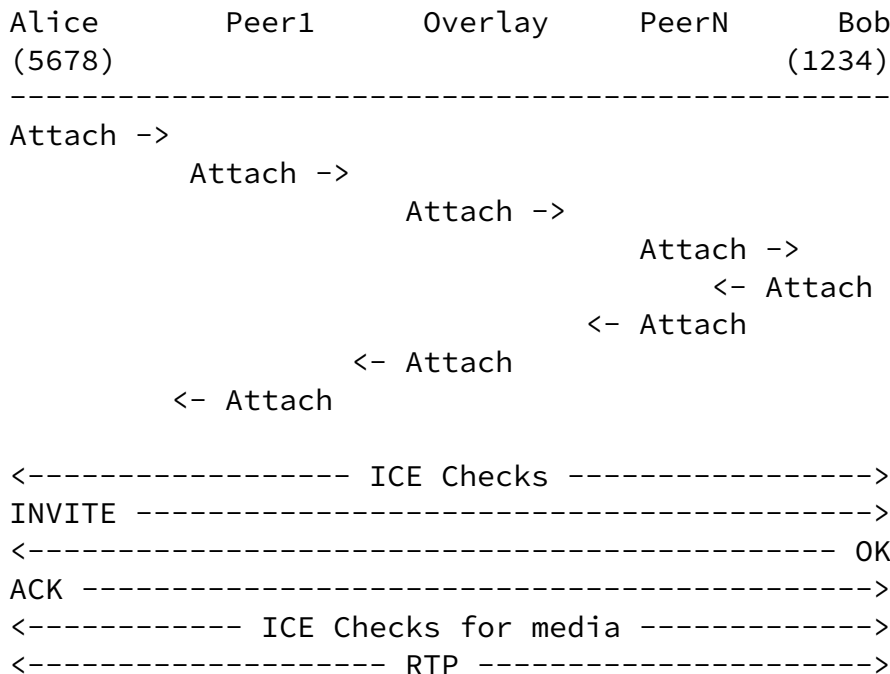 Alice       Peer1      Overlay     PeerN      Bob
(5678)                                     (1234)
-------------------------------------------------
Attach ->
          Attach ->
                      Attach ->
                                   Attach ->
                                       <- Attach
                                <- Attach
                   <- Attach
         <- Attach

<------------------ ICE Checks ----------------->
INVITE ----------------------------------------->
<--------------------------------------------- OK
ACK -------------------------------------------->
<------------ ICE Checks for media ------------->
<-------------------- RTP ---------------------->